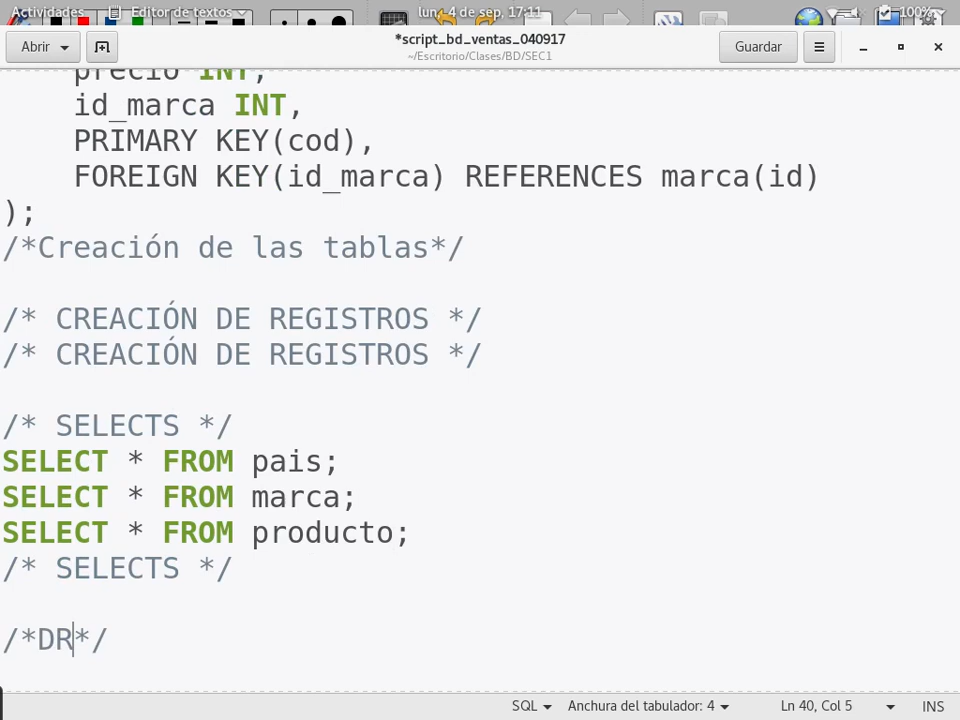 Actividades Editor de textos lun, 4 de sep, 17:11 100%
Abrir *script_bd_ventas_040917 Guardar
~/Escritorio/Clases/BD/SEC1
precio INT,
id_marca INT,
PRIMARY KEY(cod),
FOREIGN KEY(id_marca) REFERENCES marca(id)
);
/*Creación de las tablas*/
/* CREACIÓN DE REGISTROS */
/* CREACIÓN DE REGISTROS */
/* SELECTS */
SELECT * FROM pais;
SELECT * FROM marca;
SELECT * FROM producto;
/* SELECTS */
/*DR*/
SQL Anchura del tabulador: 4 Ln 40, Col 5 INS